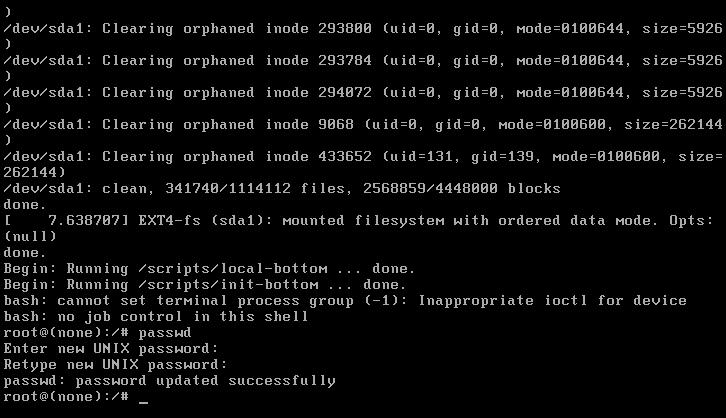 )
/dev/sda1: Clearing orphaned inode 293800 (uid=0, gid=0, mode=0100644, size=5926
)
/dev/sda1: Clearing orphaned inode 293784 (uid=0, gid=0, mode=0100644, size=5926
)
/dev/sda1: Clearing orphaned inode 294072 (uid=0, gid=0, mode=0100644, size=5926
)
/dev/sda1: Clearing orphaned inode 9068 (uid=0, gid=0, mode=0100600, size=262144
)
/dev/sda1: Clearing orphaned inode 433652 (uid=131, gid=139, mode=0100600, size=
262144)
/dev/sda1: clean, 341740/1114112 files, 2568859/4448000 blocks
done.
[    7.638707] EXT4-fs (sda1): mounted filesystem with ordered data mode. Opts:
(null)
done.
Begin: Running /scripts/local-bottom ... done.
Begin: Running /scripts/init-bottom ... done.
bash: cannot set terminal process group (-1): Inappropriate ioctl for device
bash: no job control in this shell
root@(none):/# passwd
Enter new UNIX password:
Retype new UNIX password:
passwd: password updated successfully
root@(none):/# _